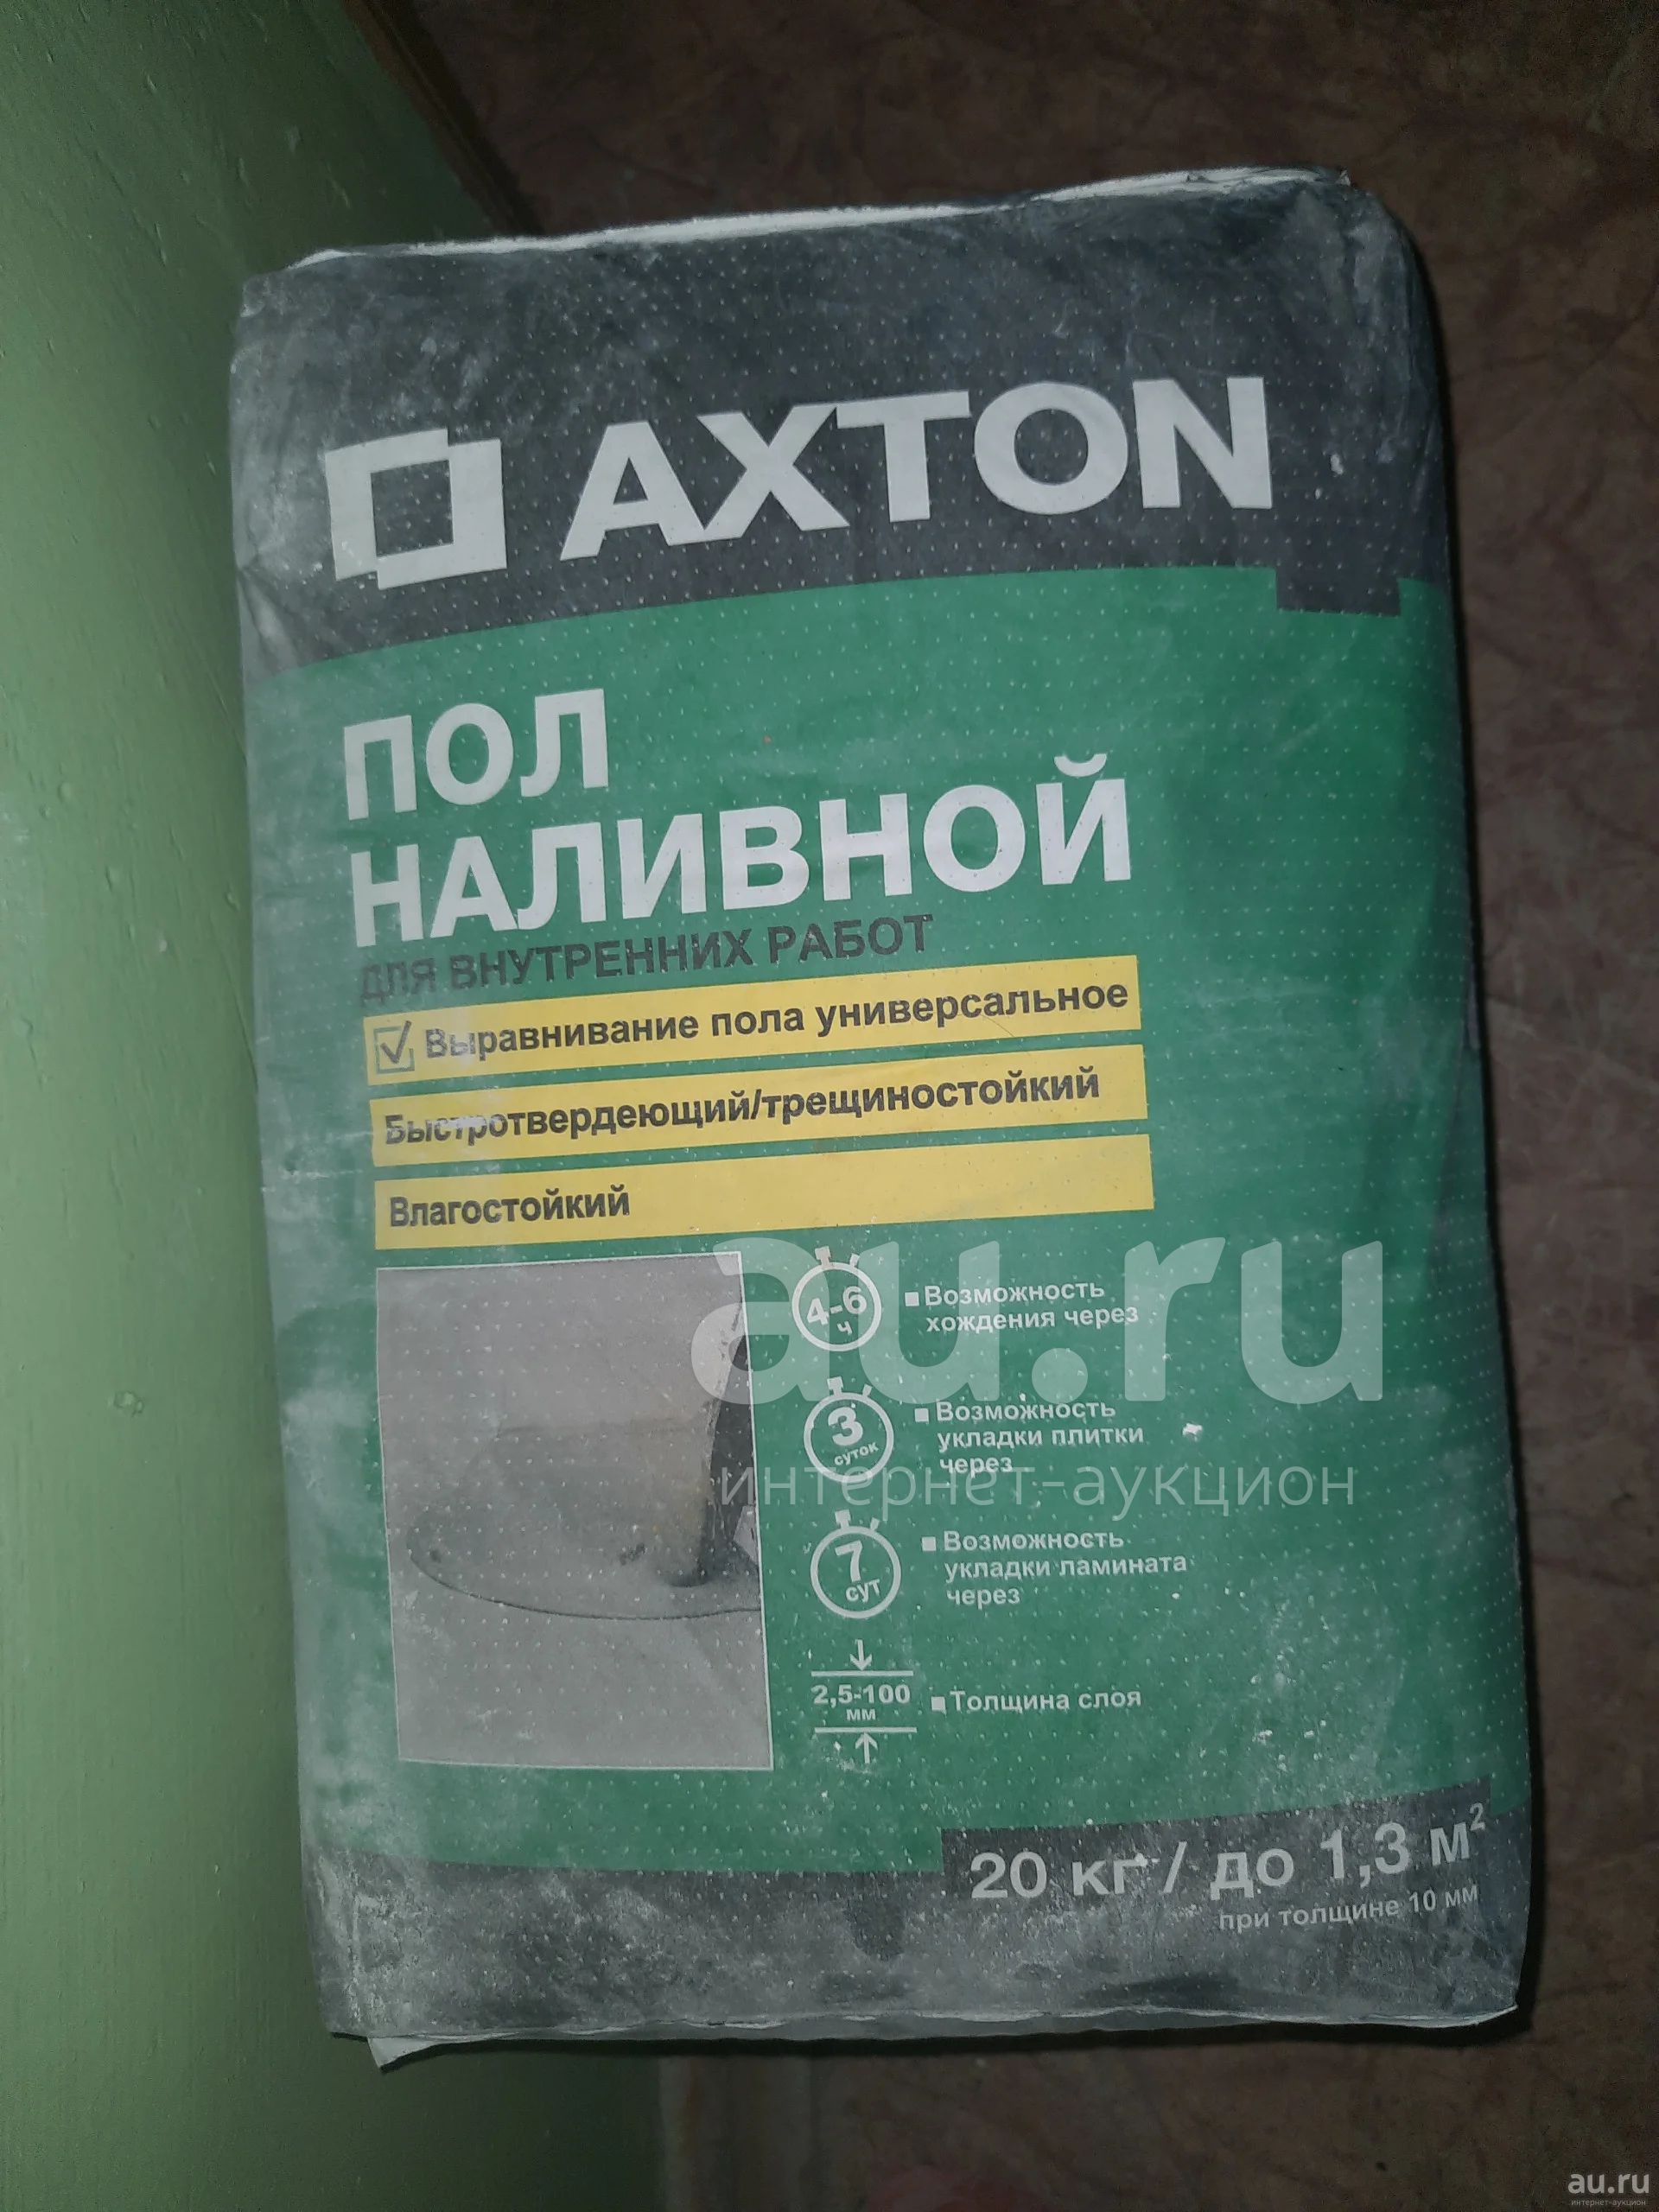 AXTON
ПОЛ
НАЛИВНОЙ
ДЛЯ ВНУТРЕННИХ РАБОТ
Выравнивание пола универсальное
Быстротвердеющий/трещиностойкий
Влагостойкий
4-6
ч
Возможность
хождения через
3
суток
Возможность
укладки плитки
через
7
сут
Возможность
укладки ламината
через
2,5-100
мм
Толщина слоя
20 кг / до 1,3 м²
при толщине 10 мм
au.ru
интернет-аукцион
au.ru
интернет-аукцион